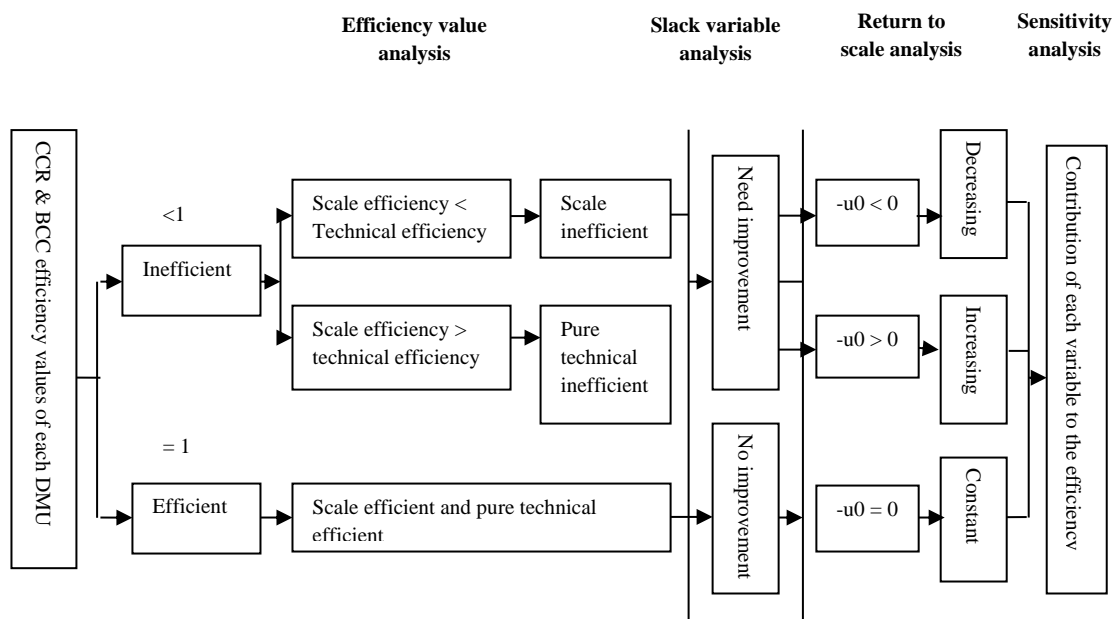 Efficiency value
analysis
Slack variable
analysis
Return to
scale analysis
Sensitivity
analysis
CCR & BCC efficiency values of each DMU
<1
Inefficient
= 1
Efficient
Scale efficiency <
Technical efficiency
Scale
inefficient
Scale efficiency >
technical efficiency
Pure
technical
inefficient
Scale efficient and pure technical
efficient
Need improvement
No improvement
-u0 < 0
-u0 > 0
-u0 = 0
Decreasing
Increasing
Constant
Contribution of each variable to the efficiency